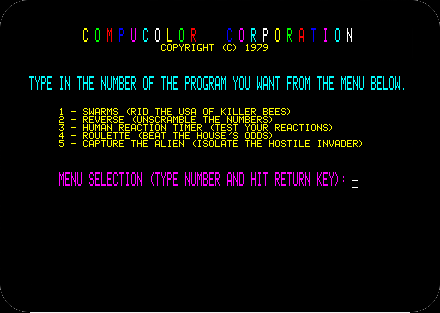 COMPUCOLOR CORPORATION
COPYRIGHT (C) 1979
TYPE IN THE NUMBER OF THE PROGRAM YOU WANT FROM THE MENU BELOW.
1 - SWARMS (RID THE USA OF KILLER BEES)
2 - REVERSE (UNSCRAMBLE THE NUMBERS)
3 - HUMAN REACTION TIMER (TEST YOUR REACTIONS)
4 - ROULETTE (BEAT THE HOUSE'S ODDS)
5 - CAPTURE THE ALIEN (ISOLATE THE HOSTILE INVADER)
MENU SELECTION (TYPE NUMBER AND HIT RETURN KEY): _